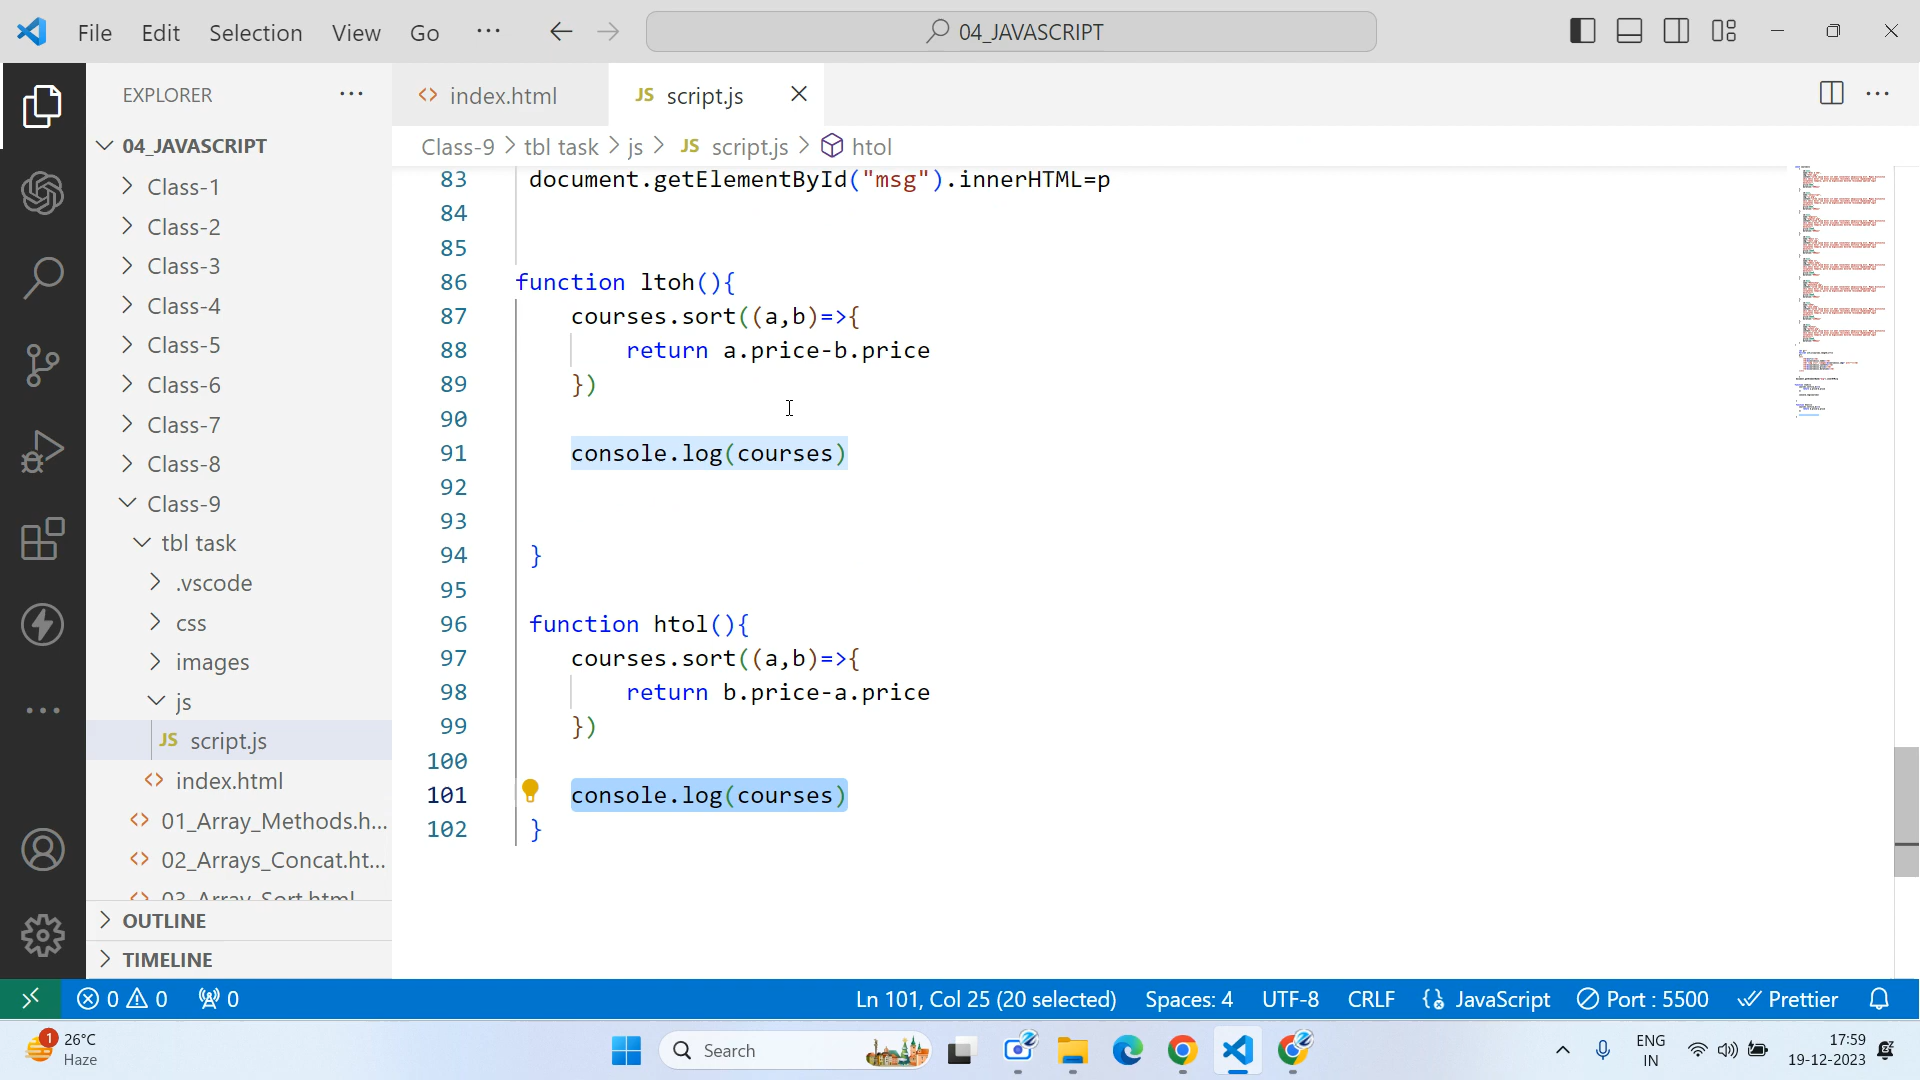 File Edit Selection View Go ··· 04_JAVASCRIPT
EXPLORER ···
index.html
JS script.js
04_JAVASCRIPT
Class-1
Class-2
Class-3
Class-4
Class-5
Class-6
Class-7
Class-8
Class-9
tbl task
.vscode
css
images
js
JS script.js
index.html
01_Array_Methods.h...
02_Arrays_Concat.ht...
03_Array_Sort.html
OUTLINE
TIMELINE
Class-9 > tbl task > js > JS script.js > htol
83 document.getElementById("msg").innerHTML=p
84
85
86 function ltoh(){
87 courses.sort((a,b)=>{
88 return a.price-b.price
89 })
90
91 console.log(courses)
92
93
94 }
95
96 function htol(){
97 courses.sort((a,b)=>{
98 return b.price-a.price
99 })
100
101 console.log(courses)
102 }
0 0 0 Ln 101, Col 25 (20 selected) Spaces: 4 UTF-8 CRLF JavaScript Port : 5500 Prettier
1 26°C
Haze
Search
ENG
IN
17:59
19-12-2023